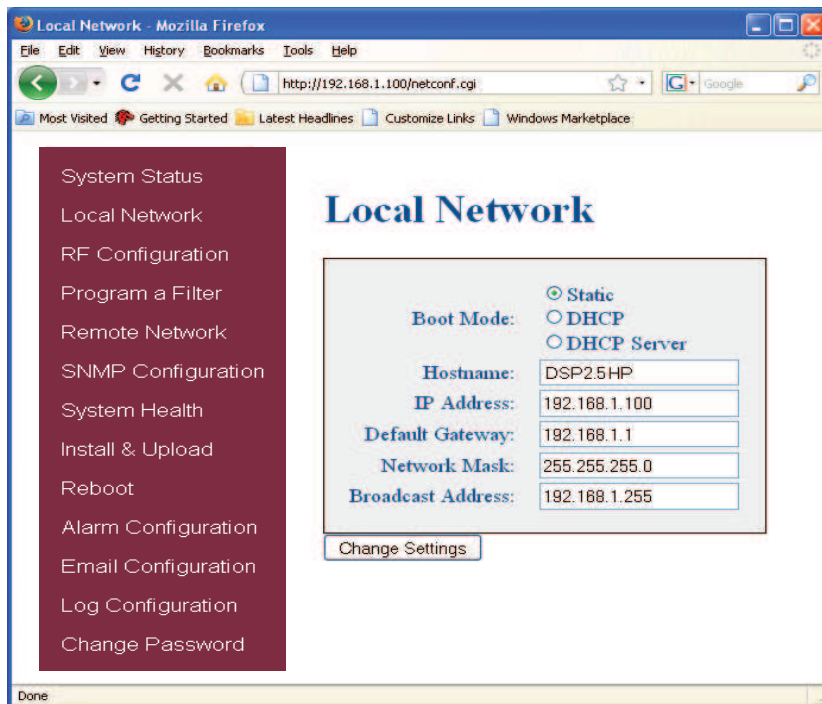 Local Network - Mozilla Firefox
File Edit View History Bookmarks Tools Help
http://192.168.1.100/netconf.cgi
G Google
Most Visited Getting Started Latest Headlines Customize Links Windows Marketplace
System Status
Local Network
RF Configuration
Program a Filter
Remote Network
SNMP Configuration
System Health
Install & Upload
Reboot
Alarm Configuration
Email Configuration
Log Configuration
Change Password
Local Network
Boot Mode:
Static
DHCP
DHCP Server
Hostname: DSP2.5HP
IP Address: 192.168.1.100
Default Gateway: 192.168.1.1
Network Mask: 255.255.255.0
Broadcast Address: 192.168.1.255
Change Settings
Done